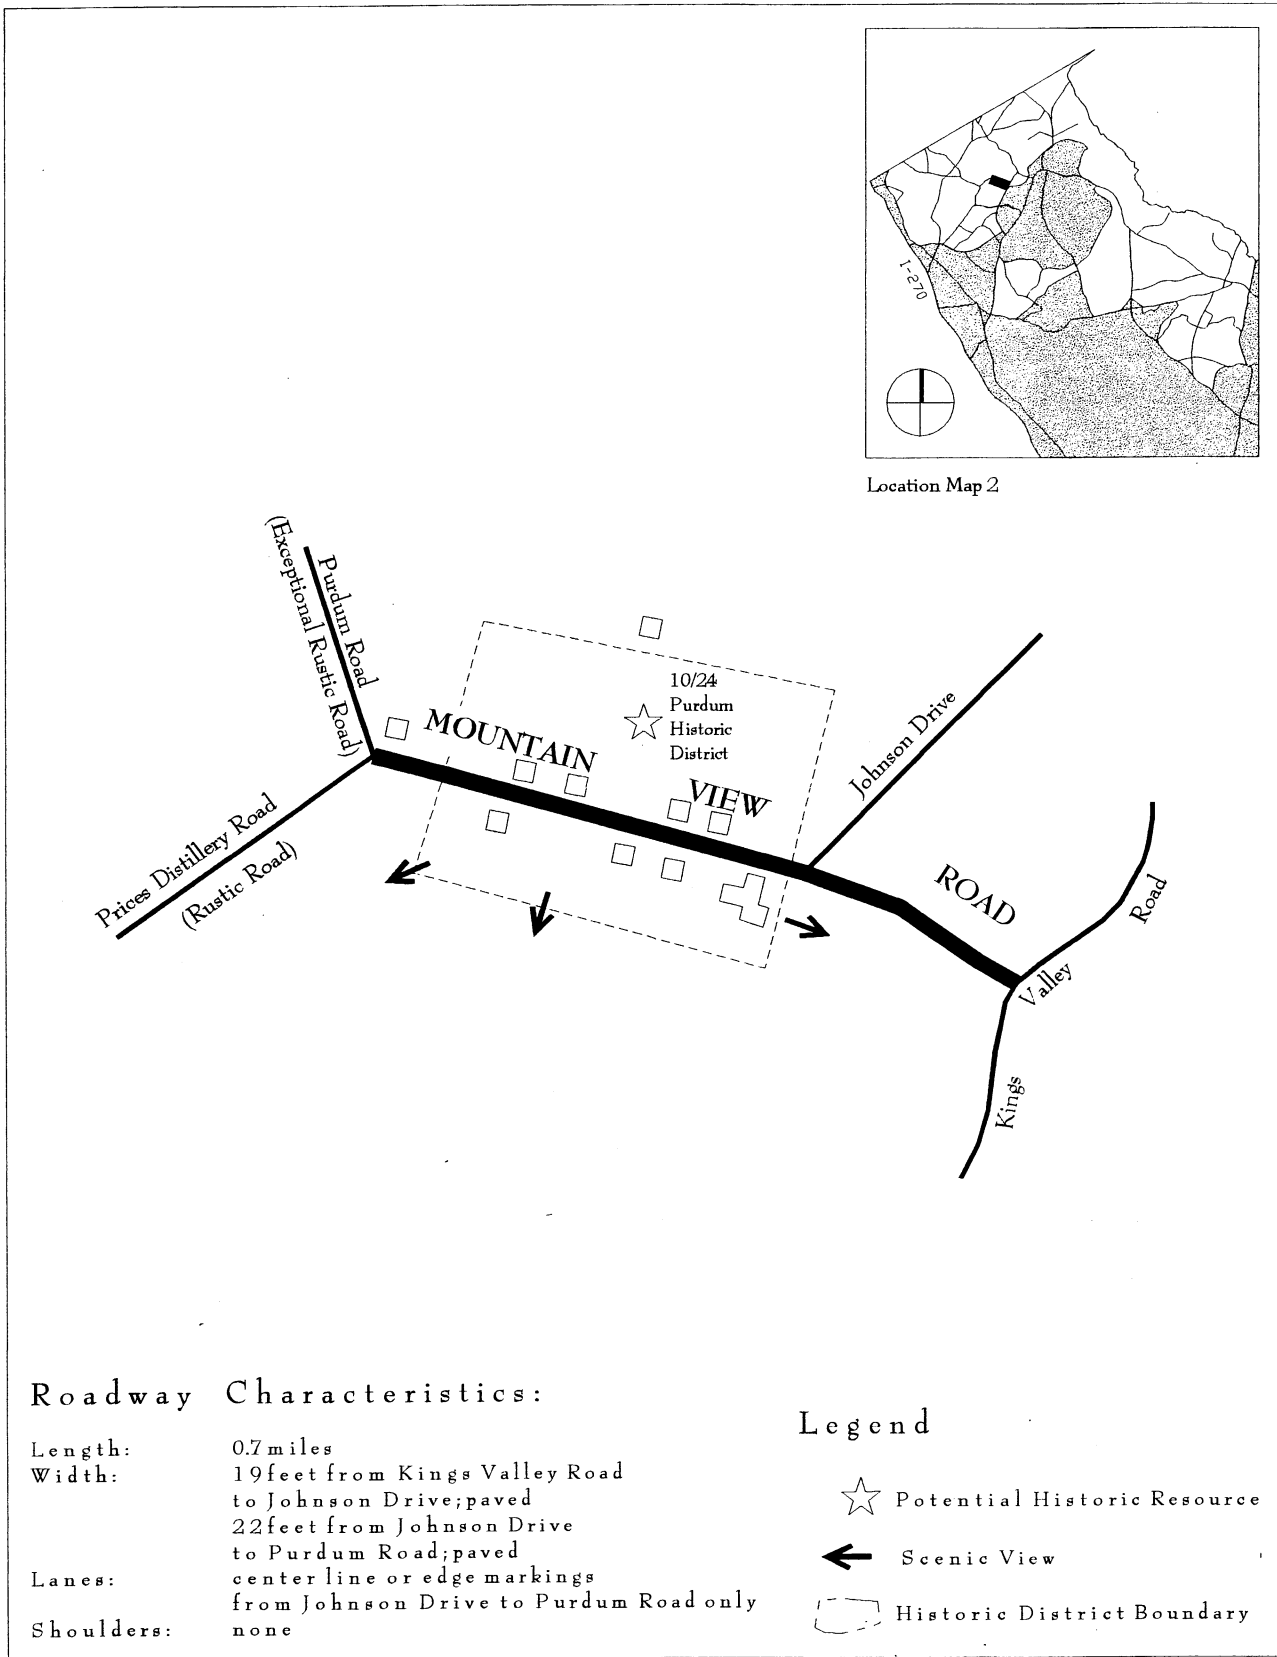 1-270
Location Map 2
(Exceptional Rustic Road)
Purdum Road
10/24
Purdum
Historic
District
MOUNTAIN
VIEW
ROAD
Johnson Drive
Prices Distillery Road
(Rustic Road)
Kings
Valley
Road
Roadway Characteristics:
Length: 0.7 miles
Width: 19 feet from Kings Valley Road
to Johnson Drive; paved
22 feet from Johnson Drive
to Purdum Road; paved
Lanes: center line or edge markings
from Johnson Drive to Purdum Road only
Shoulders: none
Legend
Potential Historic Resource
Scenic View
Historic District Boundary